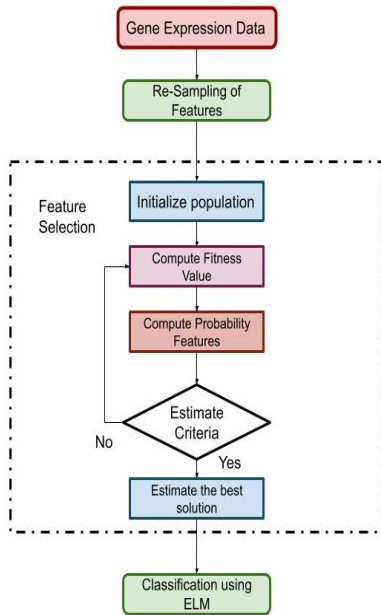 Gene Expression Data
Re-Sampling of
Features
Feature
Selection
Initialize population
Compute Fitness
Value
Compute Probability
Features
Estimate
Criteria
No
Yes
Estimate the best
solution
Classification using
ELM